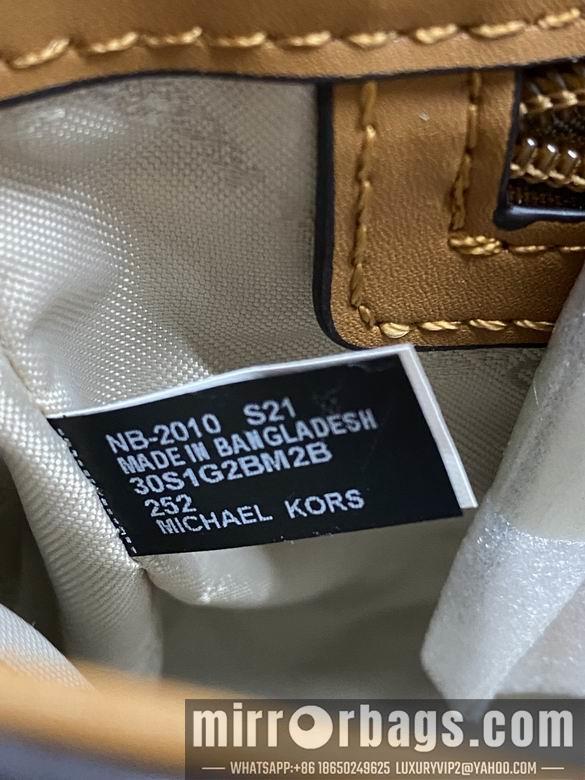 NB-2010 S21
MADE IN BANGLADESH
30S1G2BM2B
252
MICHAEL KORS
mirrorbags.com
WHATSAPP:+86 18650249625 LUXURYVIP2@YAHOO.COM